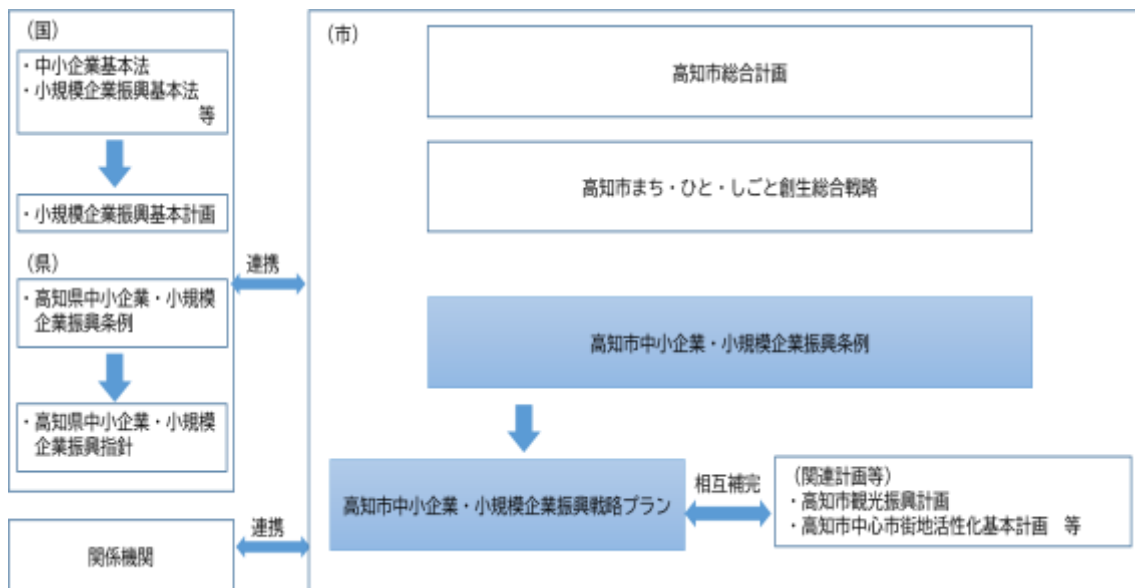 （国）
・中小企業基本法
・小規模企業振興基本法
等
・小規模企業振興基本計画
（県）
・高知県中小企業・小規模
企業振興条例
・高知県中小企業・小規模
企業振興指針
関係機関
連携
連携
（市）
高知市総合計画
高知市まち・ひと・しごと創生総合戦略
高知市中小企業・小規模企業振興条例
高知市中小企業・小規模企業振興戦略プラン
相互補完
（関連計画等）
・高知市観光振興計画
・高知市中心市街地活性化基本計画　等